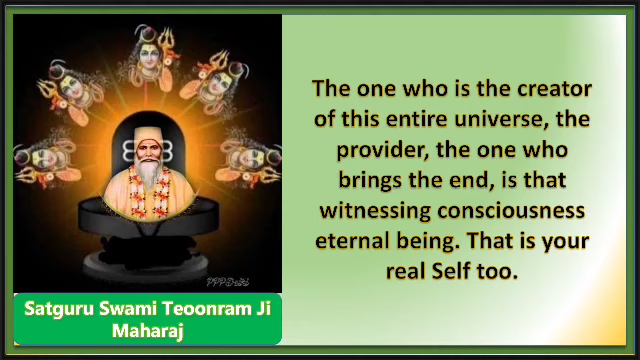 The one who is the creator
of this entire universe, the
provider, the one who
brings the end, is that
witnessing consciousness
eternal being. That is your
real Self too.
Satguru Swami Teoonram Ji
Maharaj